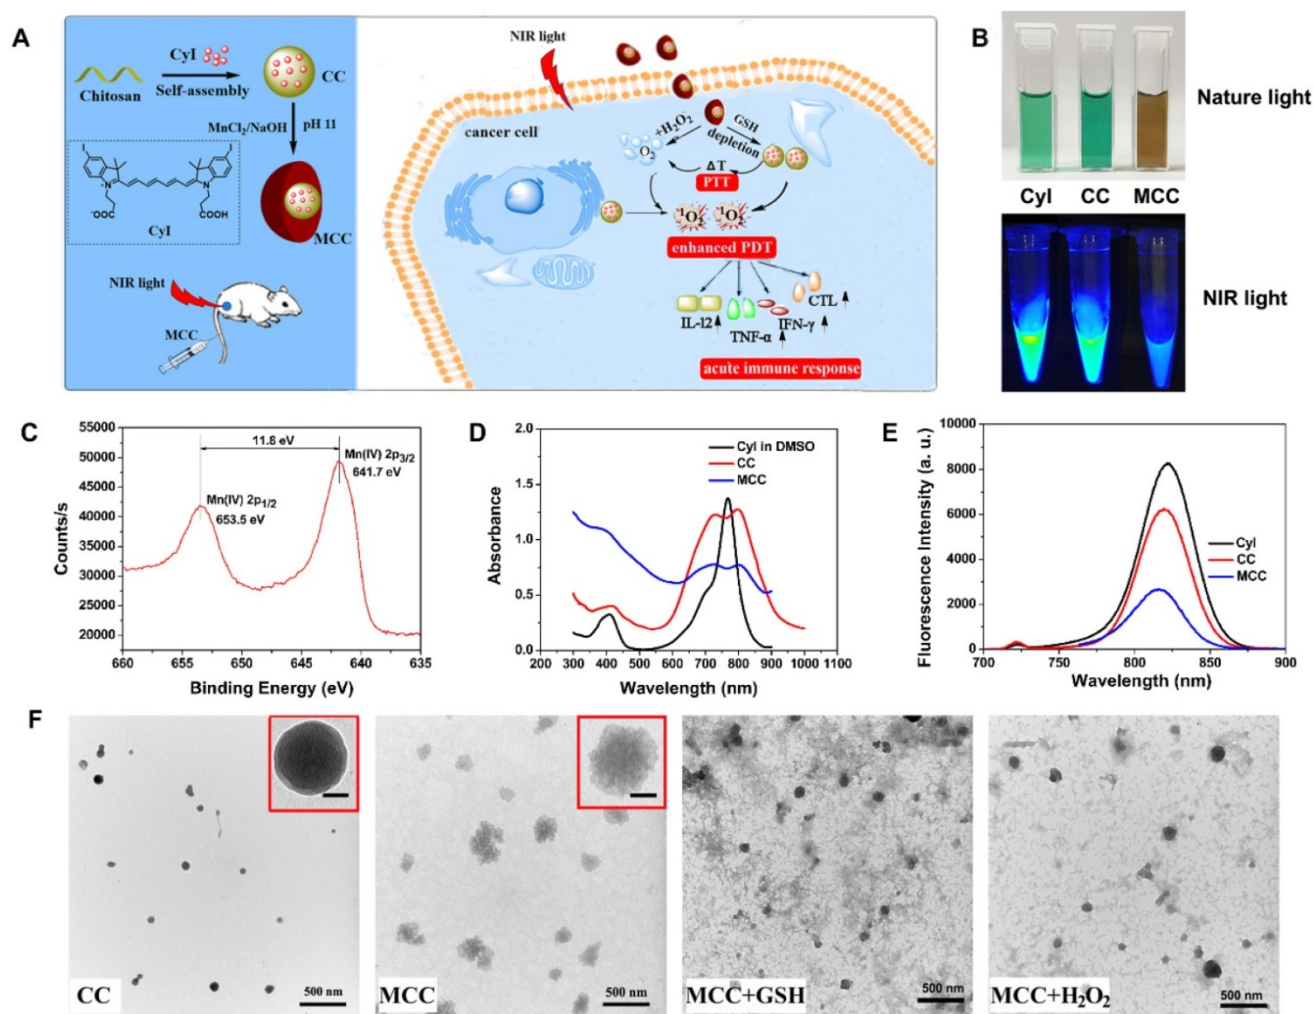 A
CyI
Chitosan
Self-assembly
CC
MnCl2/NaOH
pH 11
-OOC
COOH
CyI
MCC
NIR light
MCC
NIR light
cancer cell
+H2O2
O2
GSH
depletion
ΔT
PTT
1O2
1O2
enhanced PDT
IL-12
TNF-α
IFN-γ
CTL
acute immune response
B
Nature light
CyI
CC
MCC
NIR light
C
55000
50000
45000
40000
35000
30000
25000
20000
Counts/s
11.8 eV
Mn(IV) 2p3/2
641.7 eV
Mn(IV) 2p1/2
653.5 eV
660
655
650
645
640
635
Binding Energy (eV)
D
2.0
1.5
1.0
0.5
0.0
Absorbance
Cyl in DMSO
CC
MCC
200
300
400
500
600
700
800
900
1000
1100
Wavelength (nm)
E
10000
8000
6000
4000
2000
0
Fluorescence Intensity (a. u.)
Cyl
CC
MCC
700
750
800
850
900
Wavelength (nm)
F
CC
500 nm
MCC
500 nm
MCC+GSH
500 nm
MCC+H2O2
500 nm